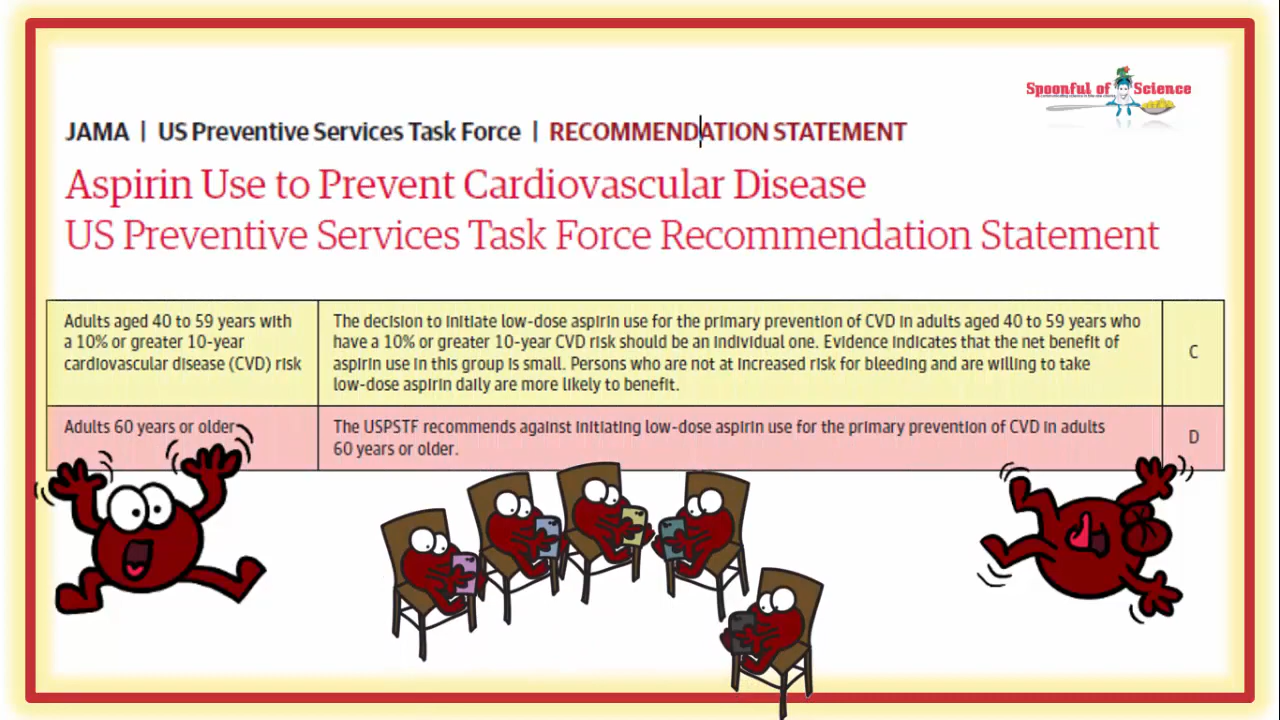 Spoonful of Science
JAMA | US Preventive Services Task Force | RECOMMENDATION STATEMENT
Aspirin Use to Prevent Cardiovascular Disease
US Preventive Services Task Force Recommendation Statement
Adults aged 40 to 59 years with
a 10% or greater 10-year
cardiovascular disease (CVD) risk
The decision to initiate low-dose aspirin use for the primary prevention of CVD in adults aged 40 to 59 years who
have a 10% or greater 10-year CVD risk should be an individual one. Evidence indicates that the net benefit of
aspirin use in this group is small. Persons who are not at increased risk for bleeding and are willing to take
low-dose aspirin daily are more likely to benefit.
C
Adults 60 years or older
The USPSTF recommends against initiating low-dose aspirin use for the primary prevention of CVD in adults
60 years or older.
D